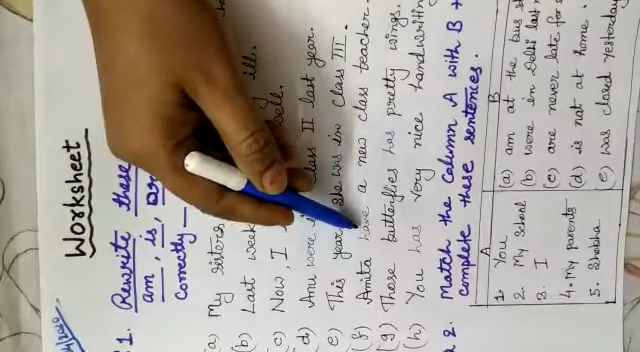 Worksheet
1. Rewrite these
am, is,
Correctly —
(a) My sisters
(b) Last week ill.
(c) Now, I
(d) Anu were class II last year.
(e) This year she was in class III.
(f) Amita have a new class teacher.
(g) Those butterflies has pretty wings.
(h) You has very nice handwriting
2. Match the Column A with B +
complete these sentences.
A B
1. You (a) am at the bus
2. My School (b) were in Delhi last
3. I (c) are never late for
4. My parents (d) is not at home.
5. Shobha (e) was closed yesterday